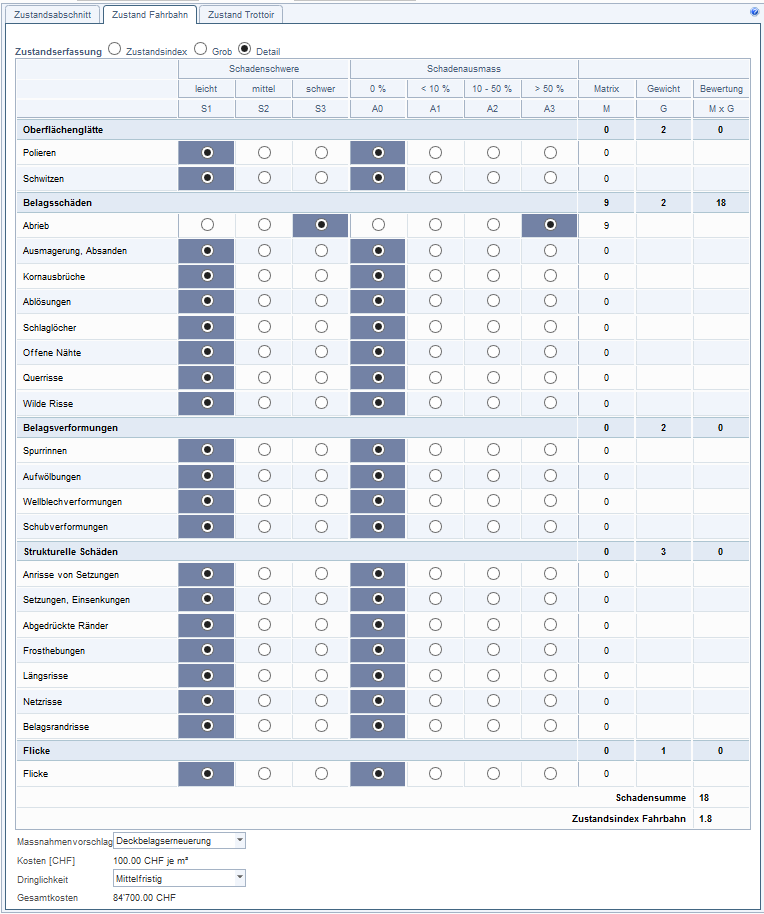 Zustandsabschnitt Zustand Fahrbahn Zustand Trottoir
Zustandserfassung Zustandsindex Grob Detail
Schadenschwere Schadenausmass
leicht mittel schwer 0 % < 10 % 10 - 50 % > 50 % Matrix Gewicht Bewertung
S1 S2 S3 A0 A1 A2 A3 M G M x G
Oberflächenglätte 0 2 0
Polieren 0
Schwitzen 0
Belagsschäden 9 2 18
Abrieb 9
Ausmagerung, Absanden 0
Kornausbrüche 0
Ablösungen 0
Schlaglöcher 0
Offene Nähte 0
Querrisse 0
Wilde Risse 0
Belagsverformungen 0 2 0
Spurrinnen 0
Aufwölbungen 0
Wellblechverformungen 0
Schubverformungen 0
Strukturelle Schäden 0 3 0
Anrisse von Setzungen 0
Setzungen, Einsenkungen 0
Abgedrückte Ränder 0
Frosthebungen 0
Längsrisse 0
Netzrisse 0
Belagsrandrisse 0
Flicke 0 1 0
Flicke 0
Schadensumme 18
Zustandsindex Fahrbahn 1.8
Massnahmenvorschlag Deckbelagserneuerung
Kosten [CHF] 100.00 CHF je m²
Dringlichkeit Mittelfristig
Gesamtkosten 84'700.00 CHF